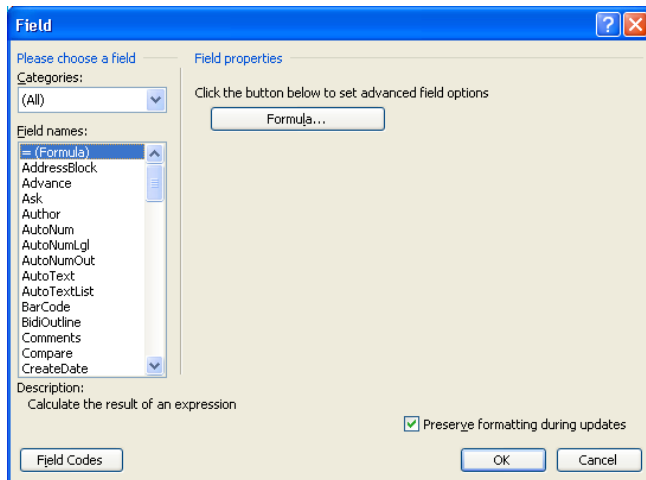 Field
Please choose a field
Categories:
(All)
Field names:
= (Formula)
AddressBlock
Advance
Ask
Author
AutoNum
AutoNumLgl
AutoNumOut
AutoText
AutoTextList
BarCode
BidiOutline
Comments
Compare
CreateDate
Field properties
Click the button below to set advanced field options
Formula...
Description:
Calculate the result of an expression
Preserve formatting during updates
Field Codes
OK
Cancel